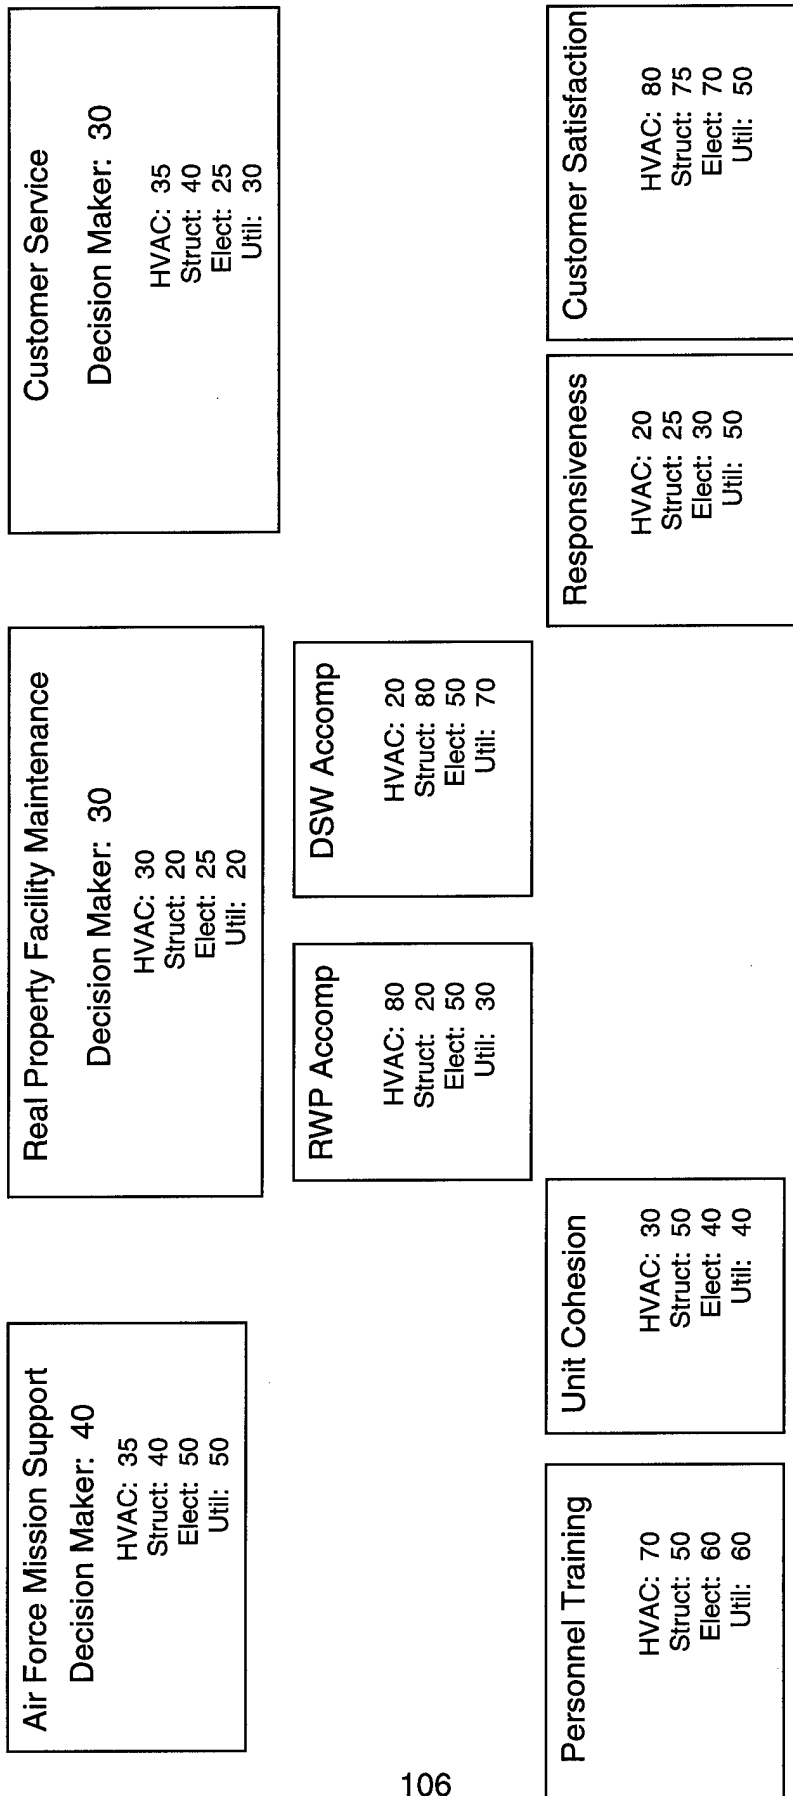 Air Force Mission Support
Decision Maker: 40
HVAC: 35
Struct: 40
Elect: 50
Util: 50
Real Property Facility Maintenance
Decision Maker: 30
HVAC: 30
Struct: 20
Elect: 25
Util: 20
Customer Service
Decision Maker: 30
HVAC: 35
Struct: 40
Elect: 25
Util: 30
RWP Accomp
HVAC: 80
Struct: 20
Elect: 50
Util: 30
DSW Accomp
HVAC: 20
Struct: 80
Elect: 50
Util: 70
Personnel Training
HVAC: 70
Struct: 50
Elect: 60
Util: 60
Unit Cohesion
HVAC: 30
Struct: 50
Elect: 40
Util: 40
Responsiveness
HVAC: 20
Struct: 25
Elect: 30
Util: 50
Customer Satisfaction
HVAC: 80
Struct: 75
Elect: 70
Util: 50
106